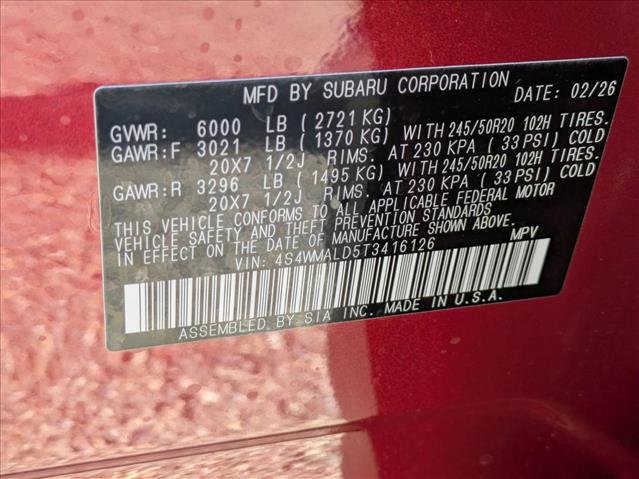 MFD BY SUBARU CORPORATION DATE: 02/26
GVWR: 6000 LB (2721 KG)
GAWR:F 3021 LB (1370 KG) WITH 245/50R20 102H TIRES.
20X7 1/2J RIMS. AT 230 KPA (33 PSI) COLD
GAWR:R 3296 LB (1495 KG) WITH 245/50R20 102H TIRES.
20X7 1/2J RIMS. AT 230 KPA (33 PSI) COLD
THIS VEHICLE CONFORMS TO ALL APPLICABLE FEDERAL MOTOR
VEHICLE SAFETY AND THEFT PREVENTION STANDARDS
IN EFFECT ON THE DATE OF MANUFACTURE SHOWN ABOVE.
VIN: 4S4WMALD5T3416126 MPV
ASSEMBLED BY SIA INC. MADE IN U.S.A.